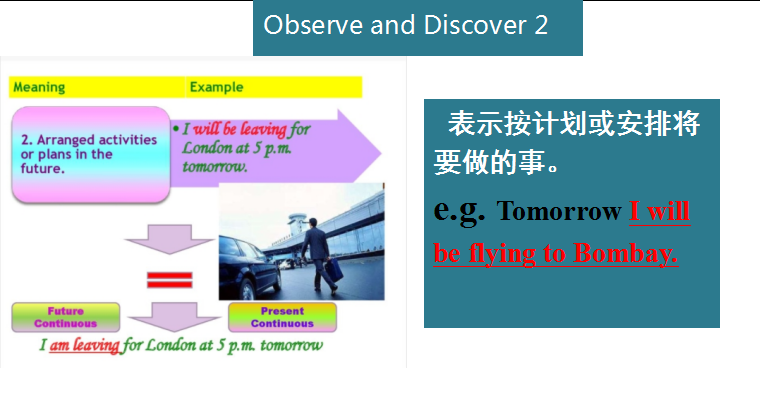 Observe and Discover 2
Meaning Example
2. Arranged activities
or plans in the
future.
• I will be leaving for
London at 5 p.m.
tomorrow.
Future
Continuous
Present
Continuous
I am leaving for London at 5 p.m. tomorrow
表示按计划或安排将
要做的事。
e.g. Tomorrow I will
be flying to Bombay.